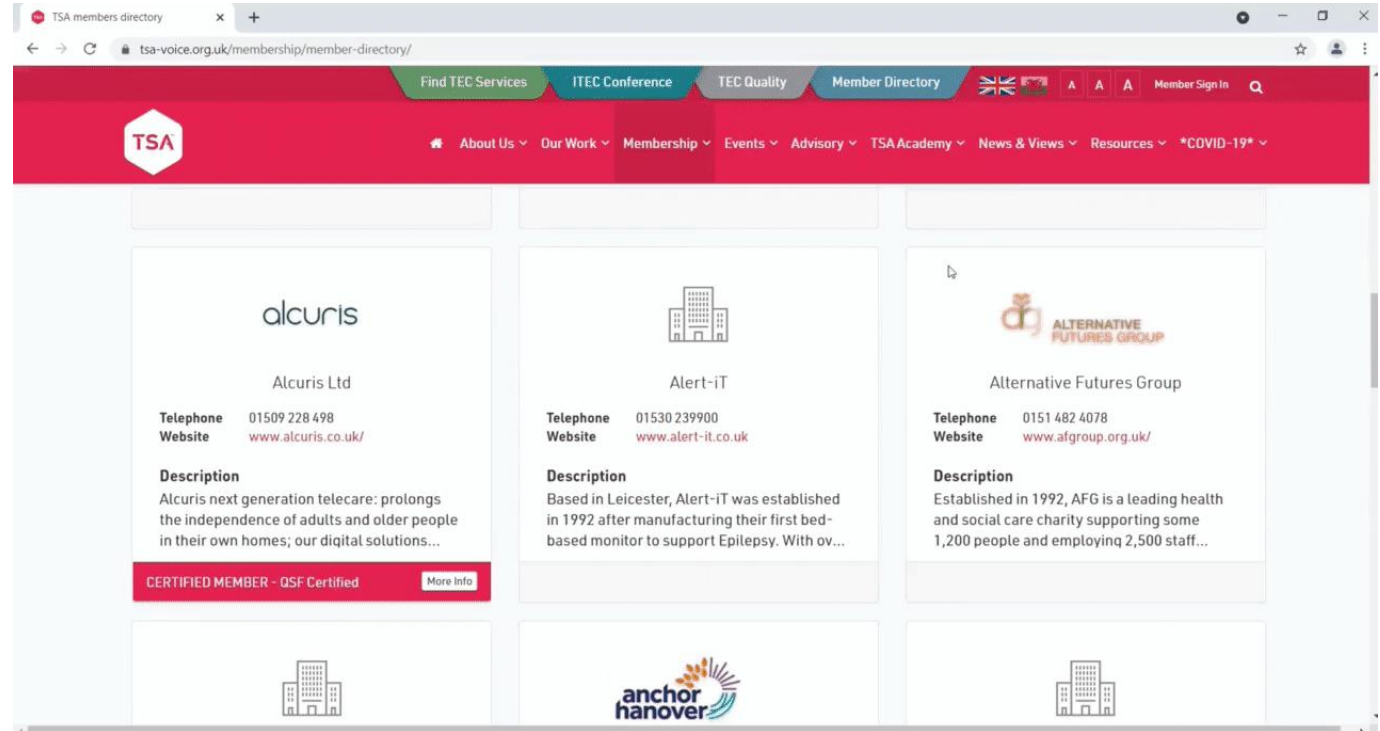 TSA members directory
tsa-voice.org.uk/membership/member-directory/
Find TEC Services
ITEC Conference
TEC Quality
Member Directory
A A A
Member Sign In
TSA
About Us
Our Work
Membership
Events
Advisory
TSA Academy
News & Views
Resources
*COVID-19*
alcuris
Alcuris Ltd
Telephone 01509 228 498
Website www.alcuris.co.uk/
Description
Alcuris next generation telecare: prolongs
the independence of adults and older people
in their own homes; our digital solutions...
CERTIFIED MEMBER - QSF Certified
More Info
Alert-iT
Telephone 01530 239900
Website www.alert-it.co.uk
Description
Based in Leicester, Alert-iT was established
in 1992 after manufacturing their first bed-
based monitor to support Epilepsy. With ov...
afg
ALTERNATIVE
FUTURES GROUP
Alternative Futures Group
Telephone 0151 482 4078
Website www.afgroup.org.uk/
Description
Established in 1992, AFG is a leading health
and social care charity supporting some
1,200 people and employing 2,500 staff...
anchor
hanover